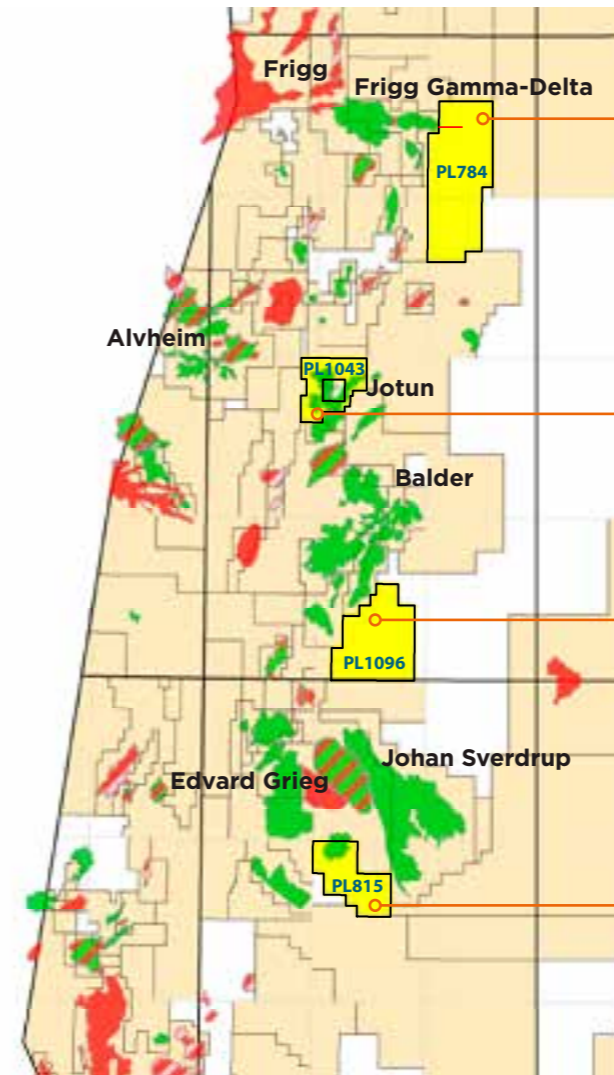 Frigg
Frigg Gamma-Delta
PL784
Alvheim
PL1043
Jotun
Balder
PL1096
Johan Sverdrup
Edvard Grieg
PL815